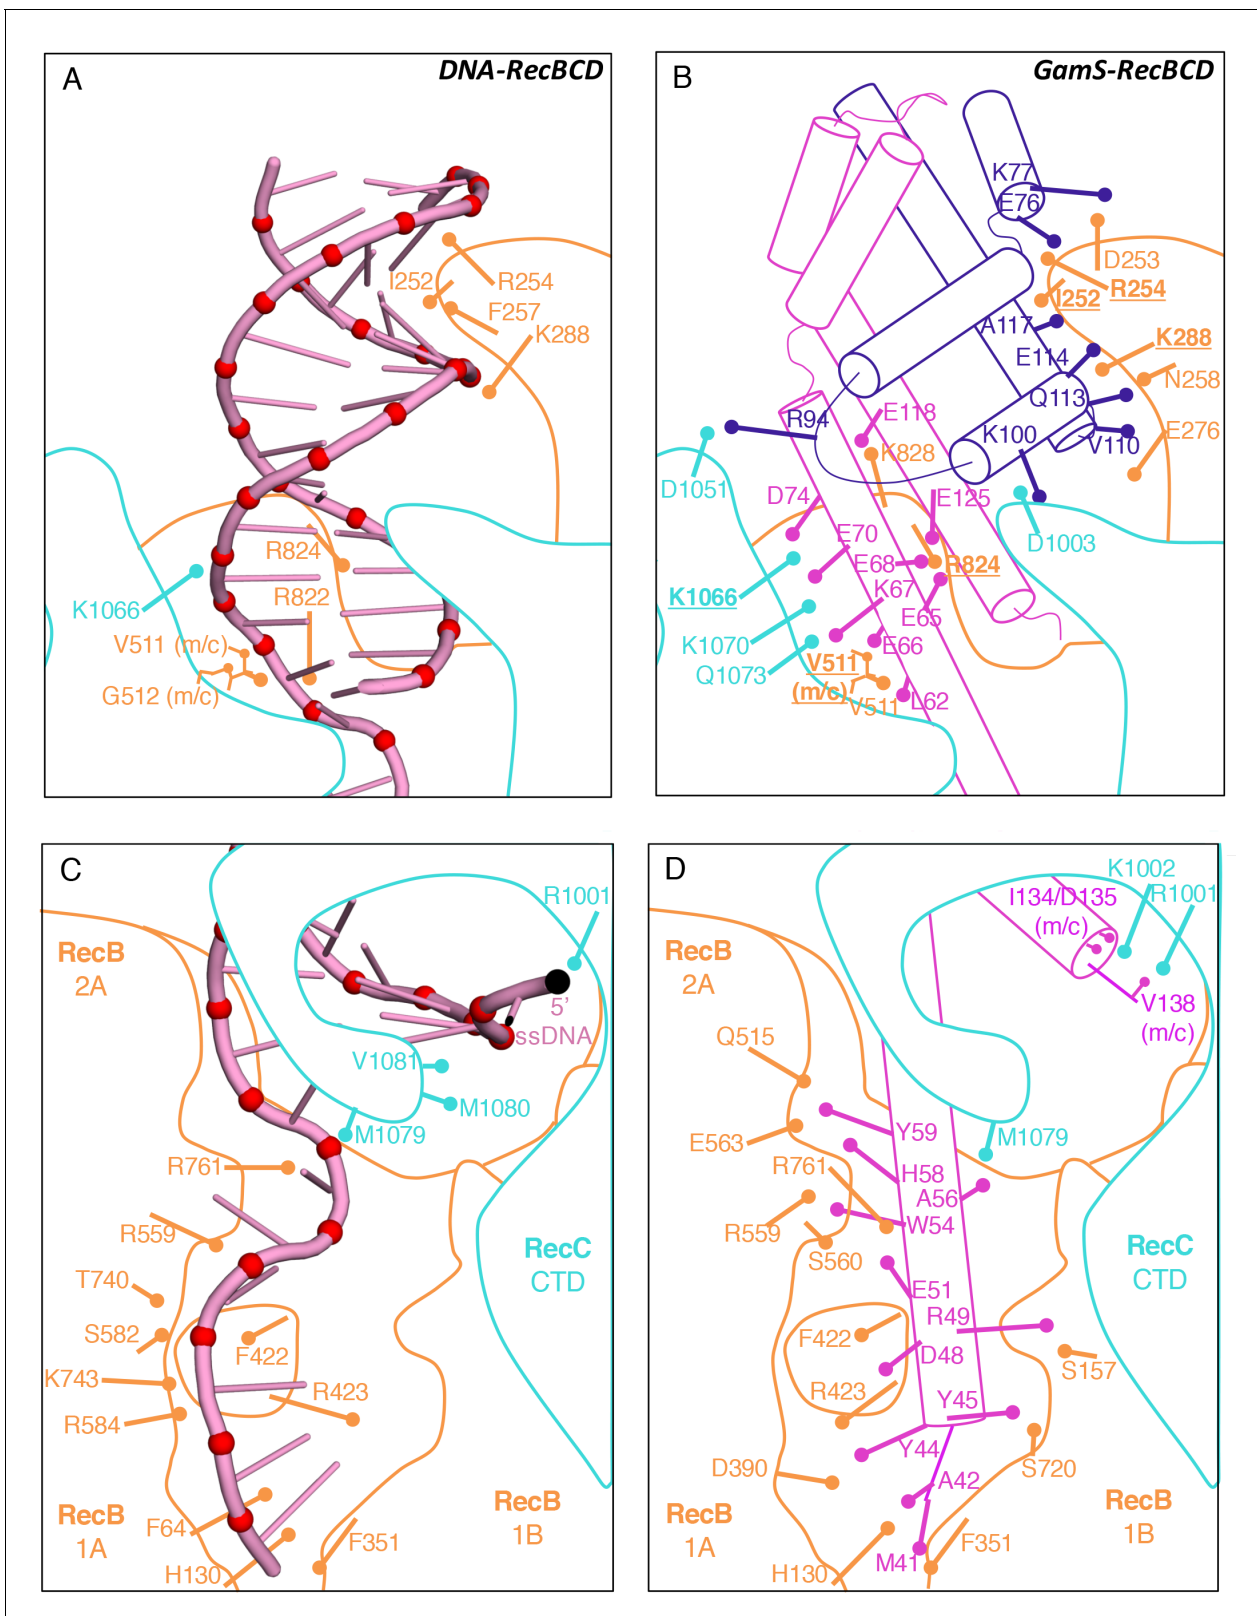 A
DNA-RecBCD
I252
R254
F257
K288
R824
K1066
R822
V511 (m/c)
G512 (m/c)
B
GamS-RecBCD
K77
E76
D253
R254
I252
A117
K288
E114
N258
Q113
E118
R94
K100
V110
E276
K828
D1051
D74
E125
E70
D1003
E68
R824
K1066
K67
E65
K1070
E66
Q1073
V511
(m/c)
V511
L62
C
R1001
RecB
2A
5’
ssDNA
V1081
M1080
M1079
R761
R559
RecC
CTD
T740
S582
F422
K743
R423
R584
RecB
1A
F64
RecB
1B
F351
H130
D
K1002
I134/D135
(m/c)
R1001
RecB
2A
V138
(m/c)
Q515
Y59
E563
M1079
R761
H58
A56
R559
W54
S560
RecC
CTD
E51
R49
F422
D48
S157
R423
Y45
Y44
D390
A42
S720
RecB
1A
RecB
1B
F351
M41
H130